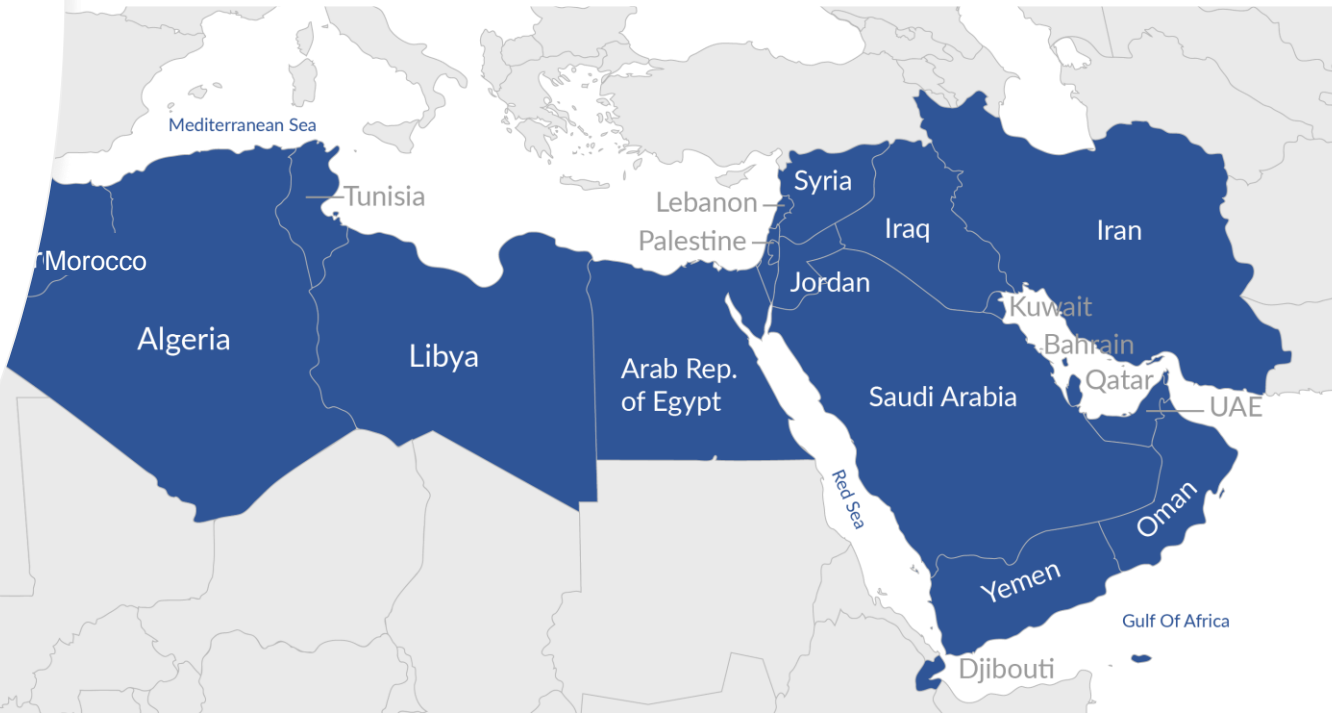 Mediterranean Sea
Tunisia
Lebanon
Syria
Palestine
Iraq
Iran
Morocco
Jordan
Kuwait
Algeria
Libya
Bahrain
Arab Rep.
of Egypt
Qatar
Saudi Arabia
UAE
Red Sea
Oman
Yemen
Gulf Of Africa
Djibouti